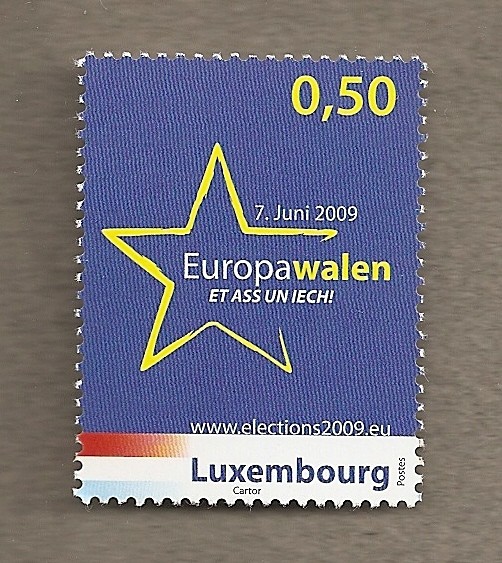 0,50
7. Juni 2009
Europawalen
ET ASS UN IECH!
www.elections2009.eu
Luxembourg
Postes
Cartor